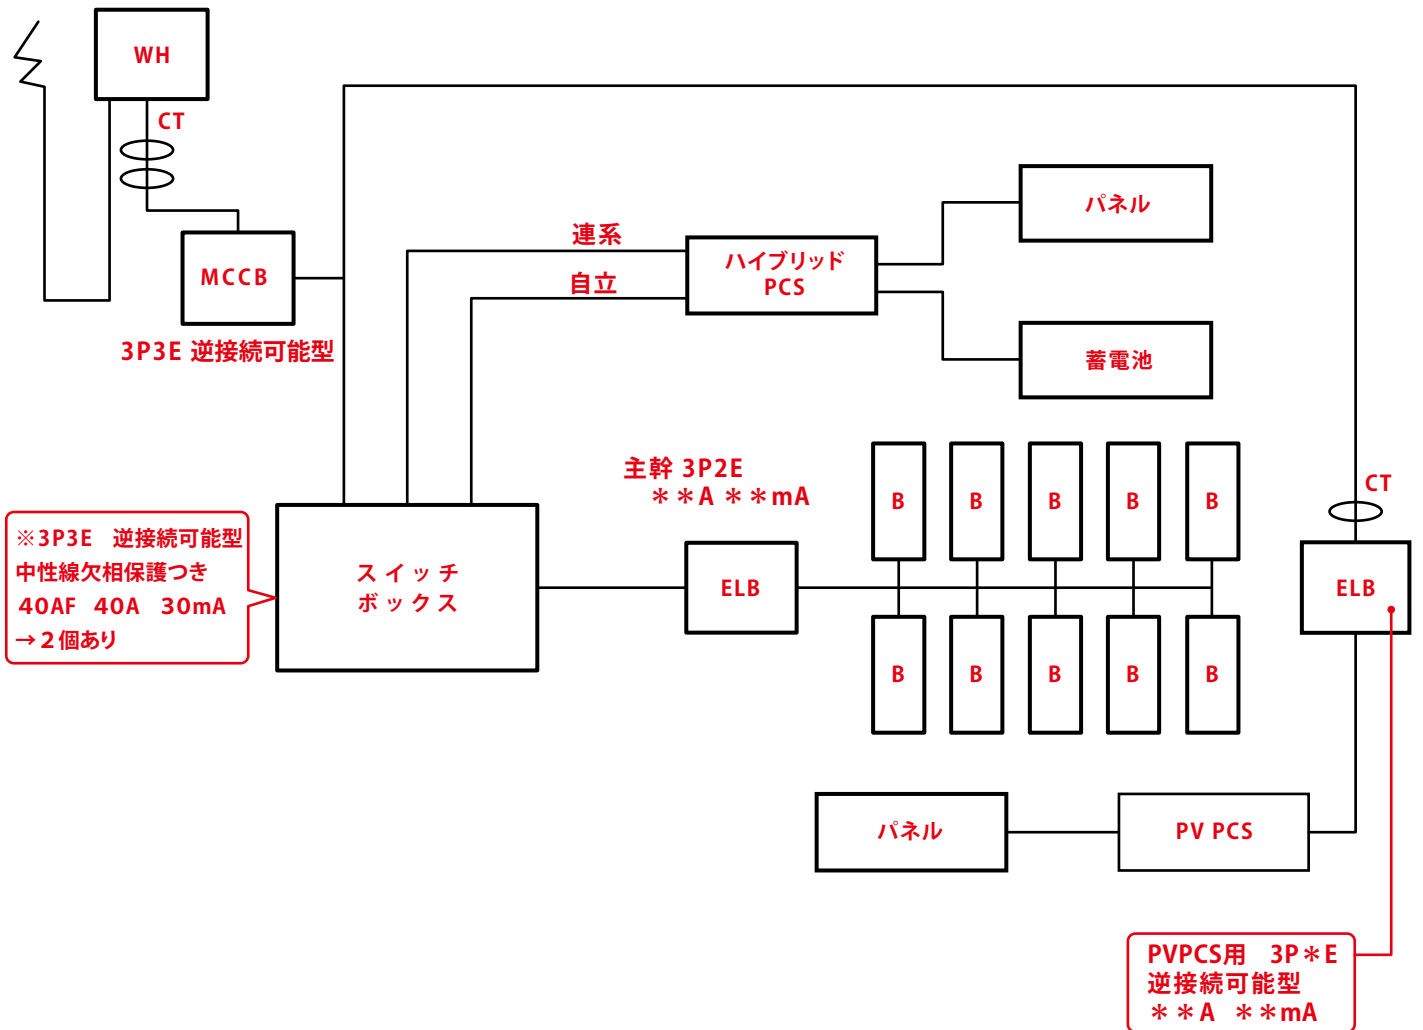 WH
CT
MCCB
3P3E 逆接続可能型
連系
自立
ハイブリッド
PCS
パネル
蓄電池
主幹 3P2E
＊＊A ＊＊mA
※3P3E 逆接続可能型
中性線欠相保護つき
40AF 40A 30mA
→２個あり
スイッチ
ボックス
ELB
B B B B B
B B B B B
CT
ELB
パネル
PV PCS
PVPCS用 3P＊E
逆接続可能型
＊＊A ＊＊mA